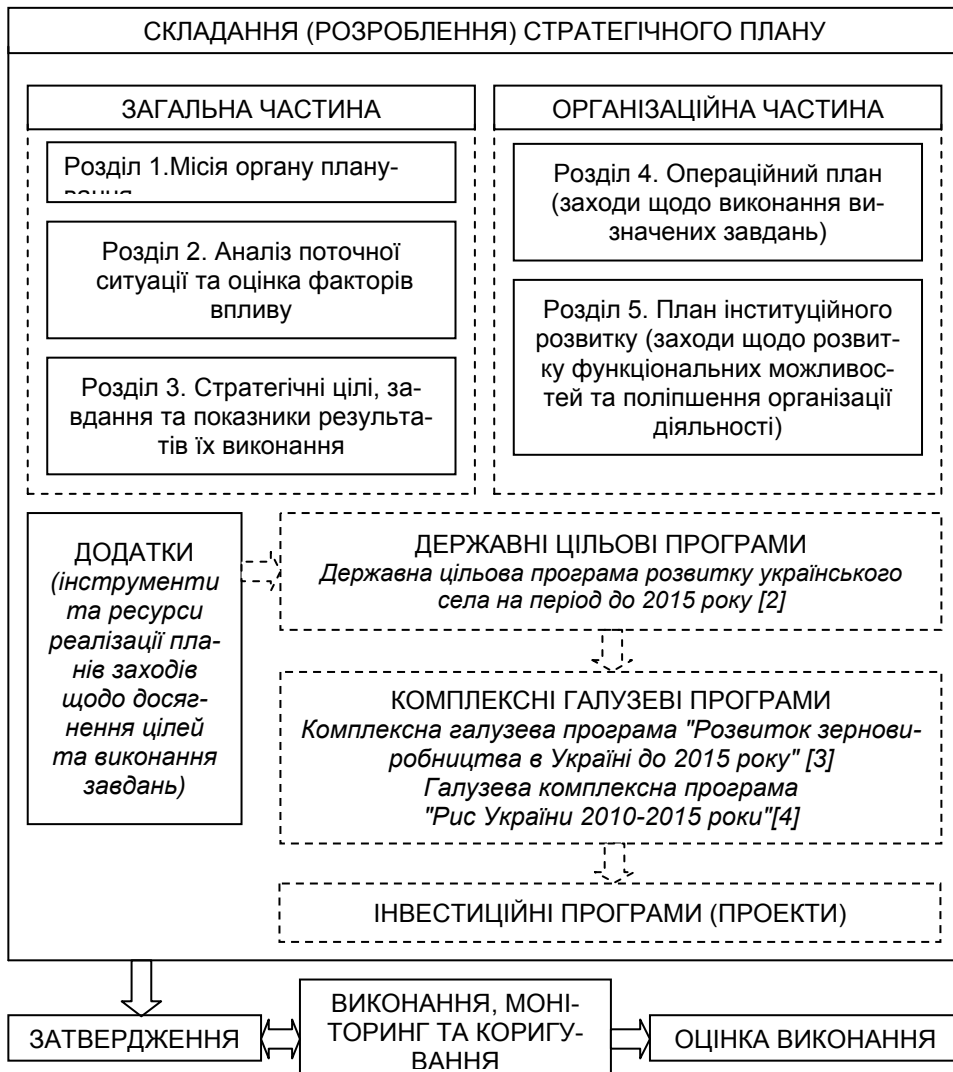 СКЛАДАННЯ (РОЗРОБЛЕННЯ) СТРАТЕГІЧНОГО ПЛАНУ
ЗАГАЛЬНА ЧАСТИНА
Розділ 1.Місія органу плану-
вання
Розділ 2. Аналіз поточної
ситуації та оцінка факторів
впливу
Розділ 3. Стратегічні цілі, за-
вдання та показники результа-
тів їх виконання
ОРГАНІЗАЦІЙНА ЧАСТИНА
Розділ 4. Операційний план
(заходи щодо виконання ви-
значених завдань)
Розділ 5. План інституційного
розвитку (заходи щодо розвит-
ку функціональних можливос-
тей та поліпшення організації
діяльності)
ДОДАТКИ
(інструменти
та ресурси
реалізації пла-
нів заходів
щодо досяг-
нення цілей
та виконання
завдань)
ДЕРЖАВНІ ЦІЛЬОВІ ПРОГРАМИ
Державна цільова програма розвитку українського
села на період до 2015 року [2]
КОМПЛЕКСНІ ГАЛУЗЕВІ ПРОГРАМИ
Комплексна галузева програма "Розвиток зернови-
робництва в Україні до 2015 року" [3]
Галузева комплексна програма
"Рис України 2010-2015 роки"[4]
ІНВЕСТИЦІЙНІ ПРОГРАМИ (ПРОЕКТИ)
ЗАТВЕРДЖЕННЯ
ВИКОНАННЯ, МОНІ-
ТОРИНГ ТА КОРИГУ-
ВАННЯ
ОЦІНКА ВИКОНАННЯ